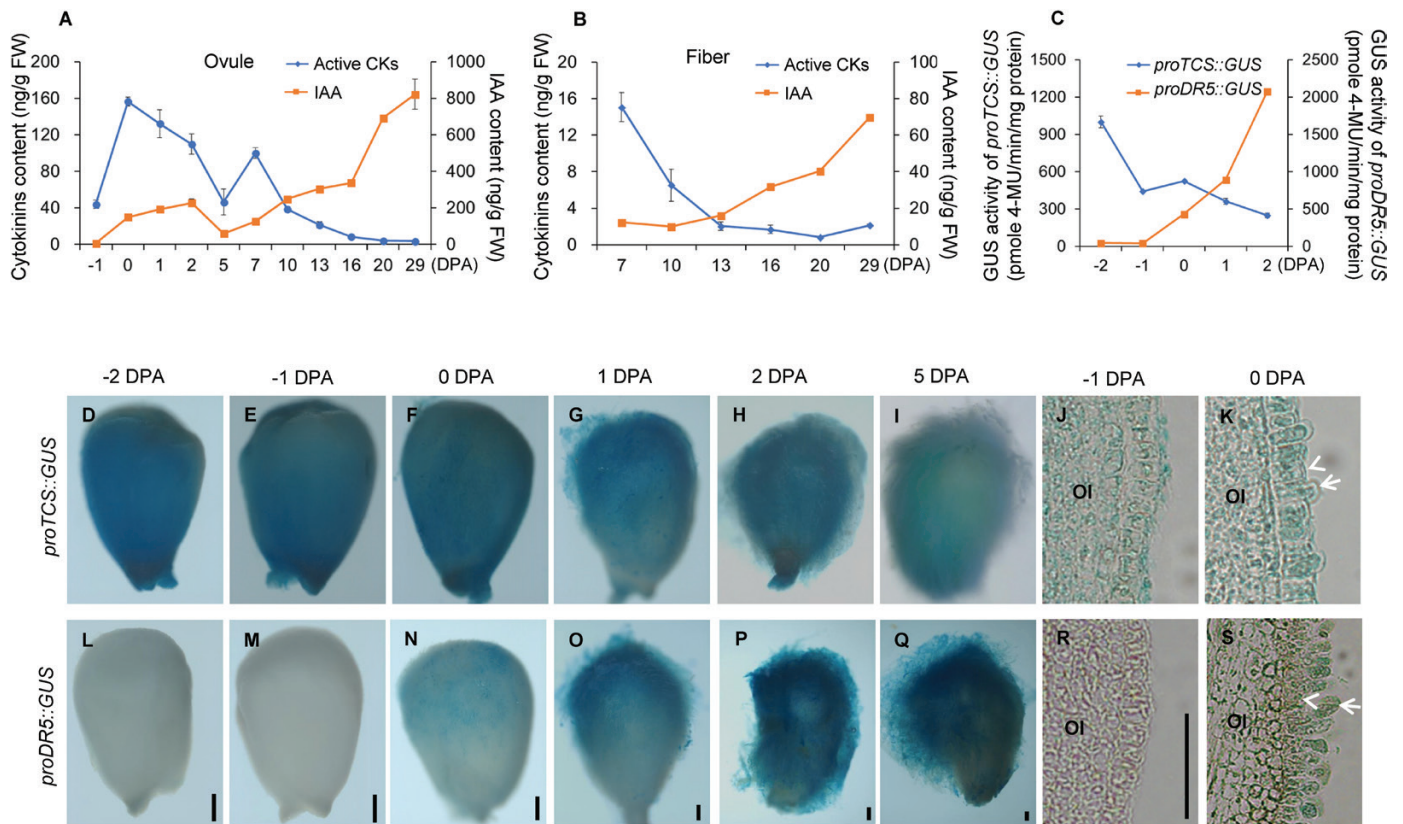 A
Ovule
Active CKs
IAA
Cytokinins content (ng/g FW)
200
160
120
80
40
0
1000
800
600
400
200
0
IAA content (ng/g FW)
-1 0 1 2 5 7 10 13 16 20 29 (DPA)
B
Fiber
Active CKs
IAA
Cytokinins content (ng/g FW)
20
16
12
8
4
0
100
80
60
40
20
0
IAA content (ng/g FW)
7 10 13 16 20 29 (DPA)
C
proTCS::GUS
proDR5::GUS
GUS activity of proTCS::GUS
(pmole 4-MU/min/mg protein)
1500
1200
900
600
300
0
2500
2000
1500
1000
500
0
GUS activity of proDR5::GUS
(pmole 4-MU/min/mg protein)
-2 -1 0 1 2 (DPA)
-2 DPA -1 DPA 0 DPA 1 DPA 2 DPA 5 DPA -1 DPA 0 DPA
proTCS::GUS
D E F G H I J K
OI OI
proDR5::GUS
L M N O P Q R S
OI OI